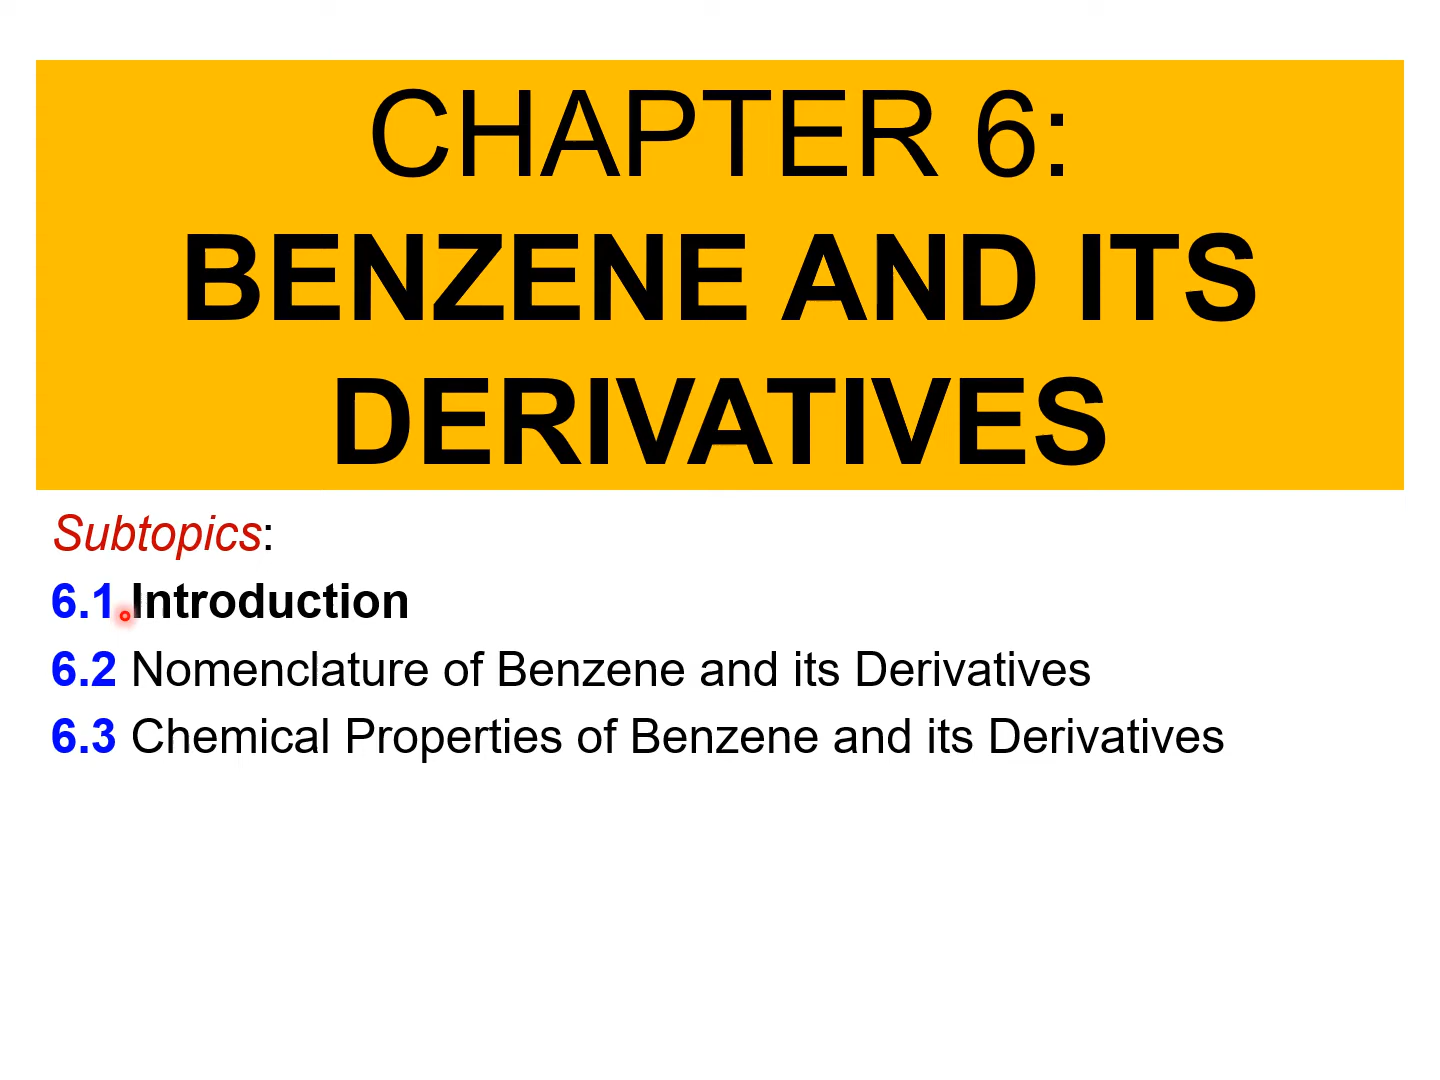 CHAPTER 6:
BENZENE AND ITS
DERIVATIVES
Subtopics:
6.1 Introduction
6.2 Nomenclature of Benzene and its Derivatives
6.3 Chemical Properties of Benzene and its Derivatives